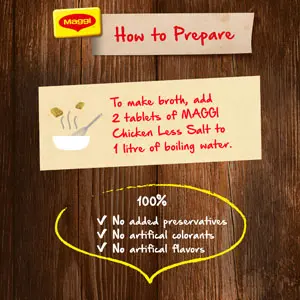 Maggi
How to Prepare
To make broth, add
2 tablets of MAGGI
Chicken Less Salt to
1 litre of boiling water.
100%
No added preservatives
No artifical colorants
No artifical flavors